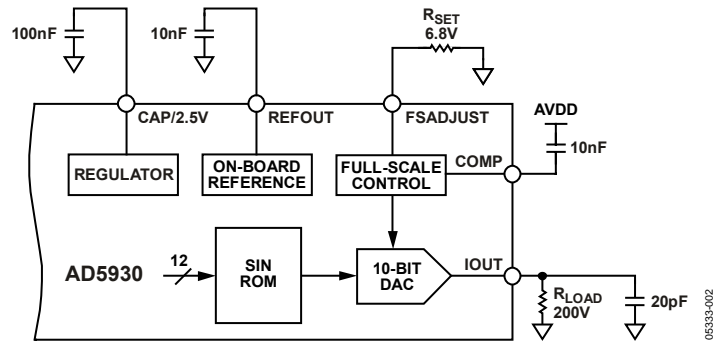 100nF
10nF
RSET
6.8V
CAP/2.5V
REFOUT
FSADJUST
AVDD
10nF
COMP
REGULATOR
ON-BOARD
REFERENCE
FULL-SCALE
CONTROL
AD5930
12
SIN
ROM
10-BIT
DAC
IOUT
RLOAD
200V
20pF
05333-002